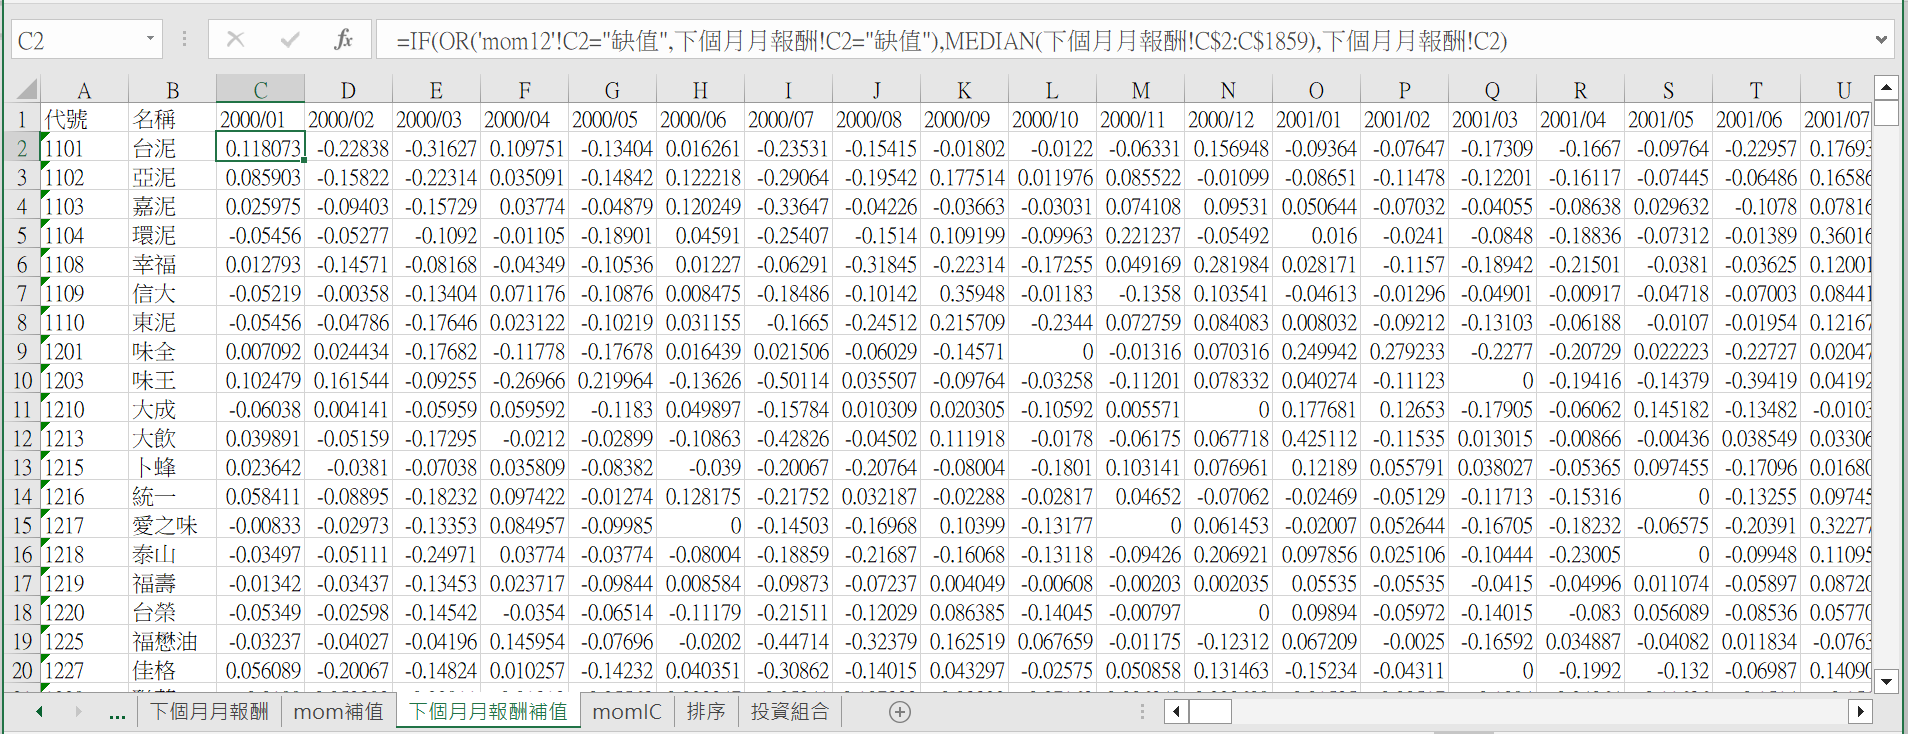 C2 fx =IF(OR('mom12'!C2="缺值",下個月月報酬!C2="缺值"),MEDIAN(下個月月報酬!C$2:C$1859),下個月月報酬!C2)
A B C D E F G H I J K L M N O P Q R S T U
1 代號 名稱 2000/01 2000/02 2000/03 2000/04 2000/05 2000/06 2000/07 2000/08 2000/09 2000/10 2000/11 2000/12 2001/01 2001/02 2001/03 2001/04 2001/05 2001/06 2001/07
2 1101 台泥 0.118073 -0.22838 -0.31627 0.109751 -0.13404 0.016261 -0.23531 -0.15415 -0.01802 -0.0122 -0.06331 0.156948 -0.09364 -0.07647 -0.17309 -0.1667 -0.09764 -0.22957 0.1769
3 1102 亞泥 0.085903 -0.15822 -0.22314 0.035091 -0.14842 0.122218 -0.29064 -0.19542 0.177514 0.011976 0.085522 -0.01099 -0.08651 -0.11478 -0.12201 -0.16117 -0.07445 -0.06486 0.1658
4 1103 嘉泥 0.025975 -0.09403 -0.15729 0.03774 -0.04879 0.120249 -0.33647 -0.04226 -0.03663 -0.03031 0.074108 0.09531 0.050644 -0.07032 -0.04055 -0.08638 0.029632 -0.1078 0.0781
5 1104 環泥 -0.05456 -0.05277 -0.1092 -0.01105 -0.18901 0.04591 -0.25407 -0.1514 0.109199 -0.09963 0.221237 -0.05492 0.016 -0.0241 -0.0848 -0.18836 -0.07312 -0.01389 0.3601
6 1108 幸福 0.012793 -0.14571 -0.08168 -0.04349 -0.10536 0.01227 -0.06291 -0.31845 -0.22314 -0.17255 0.049169 0.281984 0.028171 -0.1157 -0.18942 -0.21501 -0.0381 -0.03625 0.1200
7 1109 信大 -0.05219 -0.00358 -0.13404 0.071176 -0.10876 0.008475 -0.18486 -0.10142 0.35948 -0.01183 -0.1358 0.103541 -0.04613 -0.01296 -0.04901 -0.00917 -0.04718 -0.07003 0.0844
8 1110 東泥 -0.05456 -0.04786 -0.17646 0.023122 -0.10219 0.031155 -0.1665 -0.24512 0.215709 -0.2344 0.072759 0.084083 0.008032 -0.09212 -0.13103 -0.06188 -0.0107 -0.01954 0.1216
9 1201 味全 0.007092 0.024434 -0.17682 -0.11778 -0.17678 0.016439 0.021506 -0.06029 -0.14571 0 -0.01316 0.070316 0.249942 0.279233 -0.2277 -0.20729 0.022223 -0.22727 0.0204
10 1203 味王 0.102479 0.161544 -0.09255 -0.26966 0.219964 -0.13626 -0.50114 0.035507 -0.09764 -0.03258 -0.11201 0.078332 0.040274 -0.11123 0 -0.19416 -0.14379 -0.39419 0.0419
11 1210 大成 -0.06038 0.004141 -0.05959 0.059592 -0.1183 0.049897 -0.15784 0.010309 0.020305 -0.10592 0.005571 0 0.177681 0.12653 -0.17905 -0.06062 0.145182 -0.13482 -0.010
12 1213 大飲 0.039891 -0.05159 -0.17295 -0.0212 -0.02899 -0.10863 -0.42826 -0.04502 0.111918 -0.0178 -0.06175 0.067718 0.425112 -0.11535 0.013015 -0.00866 -0.00436 0.038549 0.0330
13 1215 卜蜂 0.023642 -0.0381 -0.07038 0.035809 -0.08382 -0.039 -0.20067 -0.20764 -0.08004 -0.1801 0.103141 0.076961 0.12189 0.055791 0.038027 -0.05365 0.097455 -0.17096 0.0168
14 1216 統一 0.058411 -0.08895 -0.18232 0.097422 -0.01274 0.128175 -0.21752 0.032187 -0.02288 -0.02817 0.04652 -0.07062 -0.02469 -0.05129 -0.11713 -0.15316 0 -0.13255 0.0974
15 1217 愛之味 -0.00833 -0.02973 -0.13353 0.084957 -0.09985 0 -0.14503 -0.16968 0.10399 -0.13177 0 0.061453 -0.02007 0.052644 -0.16705 -0.18232 -0.06575 -0.20391 0.3227
16 1218 泰山 -0.03497 -0.05111 -0.24971 0.03774 -0.03774 -0.08004 -0.18859 -0.21687 -0.16068 -0.13118 -0.09426 0.206921 0.097856 0.025106 -0.10444 -0.23005 0 -0.09948 0.1109
17 1219 福壽 -0.01342 -0.03437 -0.13453 0.023717 -0.09844 0.008584 -0.09873 -0.07237 0.004049 -0.00608 -0.00203 0.002035 0.05535 -0.05535 -0.0415 -0.04996 0.011074 -0.05897 0.0872
18 1220 台榮 -0.05349 -0.02598 -0.14542 -0.0354 -0.06514 -0.11179 -0.21511 -0.12029 0.086385 -0.14045 -0.00797 0 0.09894 -0.05972 -0.14015 -0.083 0.056089 -0.08536 0.0577
19 1225 福懋油 -0.03237 -0.04027 -0.04196 0.145954 -0.07696 -0.0202 -0.44714 -0.32379 0.162519 0.067659 -0.01175 -0.12312 0.067209 -0.0025 -0.16592 0.034887 -0.04082 0.011834 -0.076
20 1227 佳格 0.056089 -0.20067 -0.14824 0.010257 -0.14232 0.040351 -0.30862 -0.14015 0.043297 -0.02575 0.050858 0.131463 -0.15234 -0.04311 0 -0.1992 -0.132 -0.06987 0.1409
... 下個月月報酬 mom補值 下個月月報酬補值 momIC 排序 投資組合